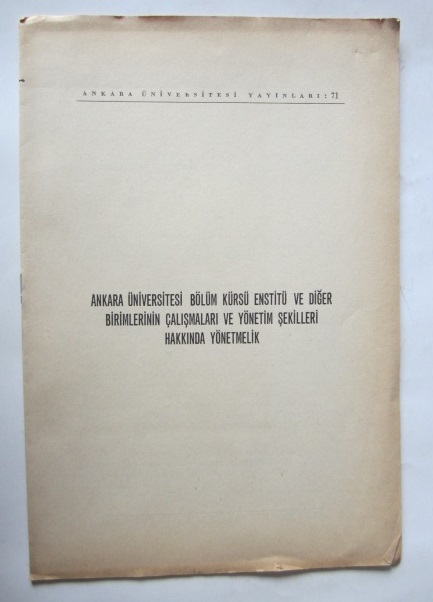 ANKARA ÜNİVERSİTESİ YAYINLARI: 71
ANKARA ÜNİVERSİTESİ BÖLÜM KÜRSÜ ENSTİTÜ VE DİĞER
BİRİMLERİNİN ÇALIŞMALARI VE YÖNETİM ŞEKİLLERİ
HAKKINDA YÖNETMELİK